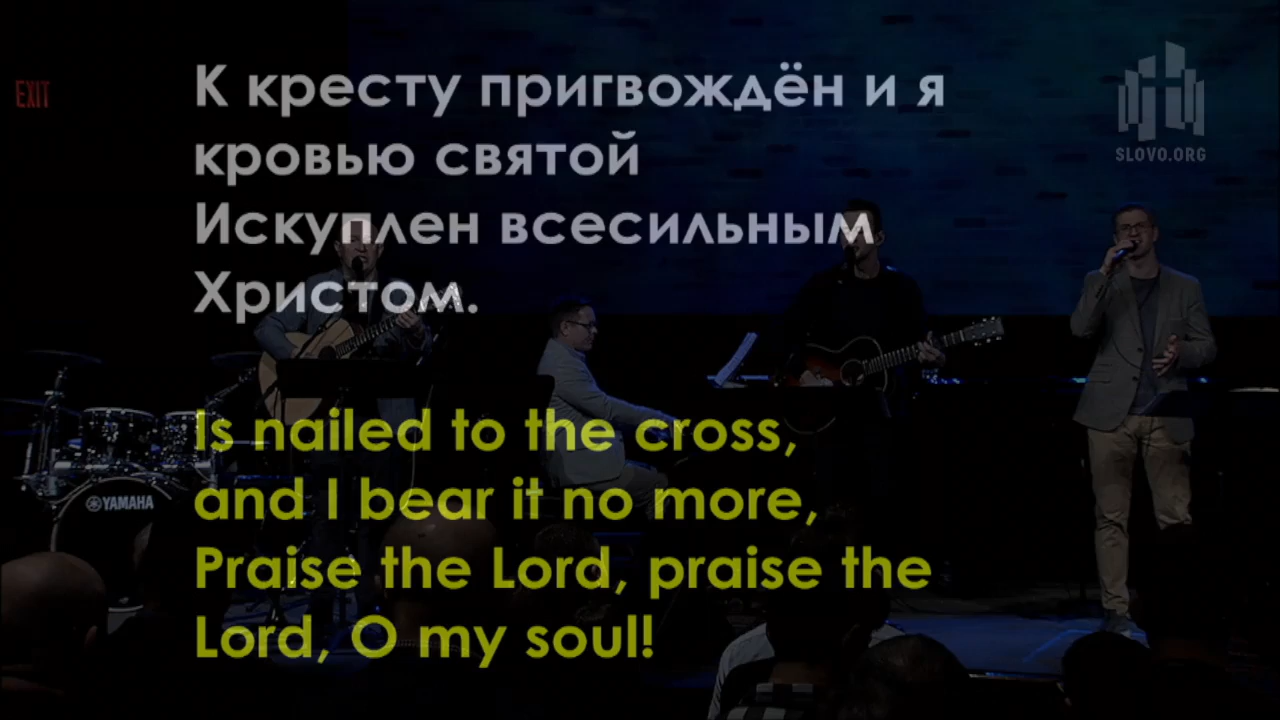 EXIT
К кресту пригвождён и я
кровью святой
Искуплен всесильным
Христом.
SLOVO.ORG
Is nailed to the cross,
and I bear it no more,
Praise the Lord, praise the
Lord, O my soul!
YAMAHA